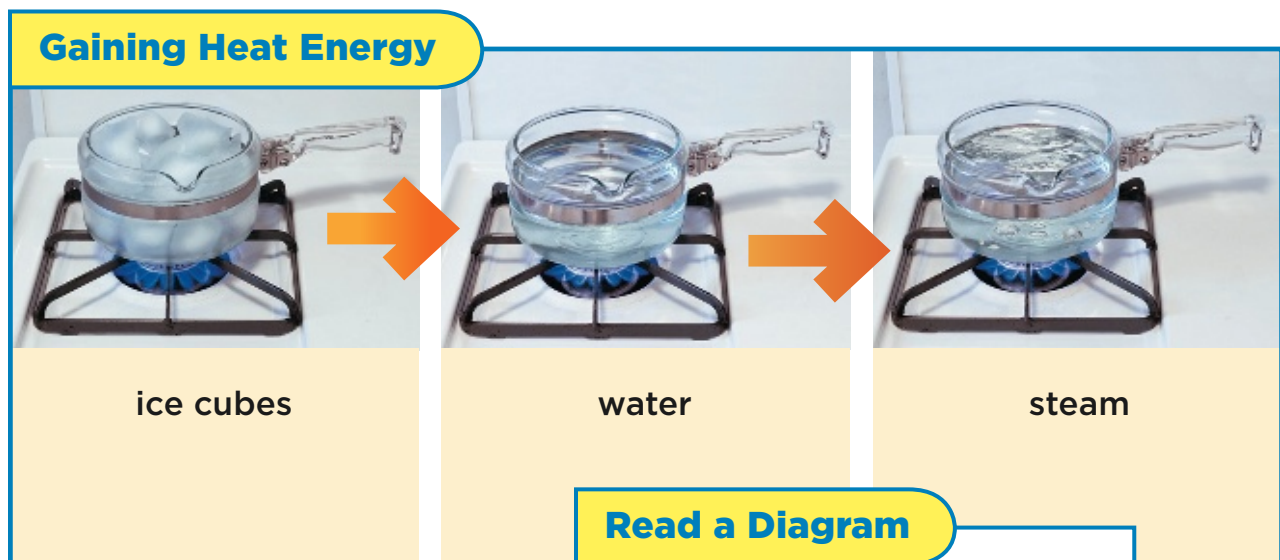 Gaining Heat Energy
ice cubes
water
steam
Read a Diagram